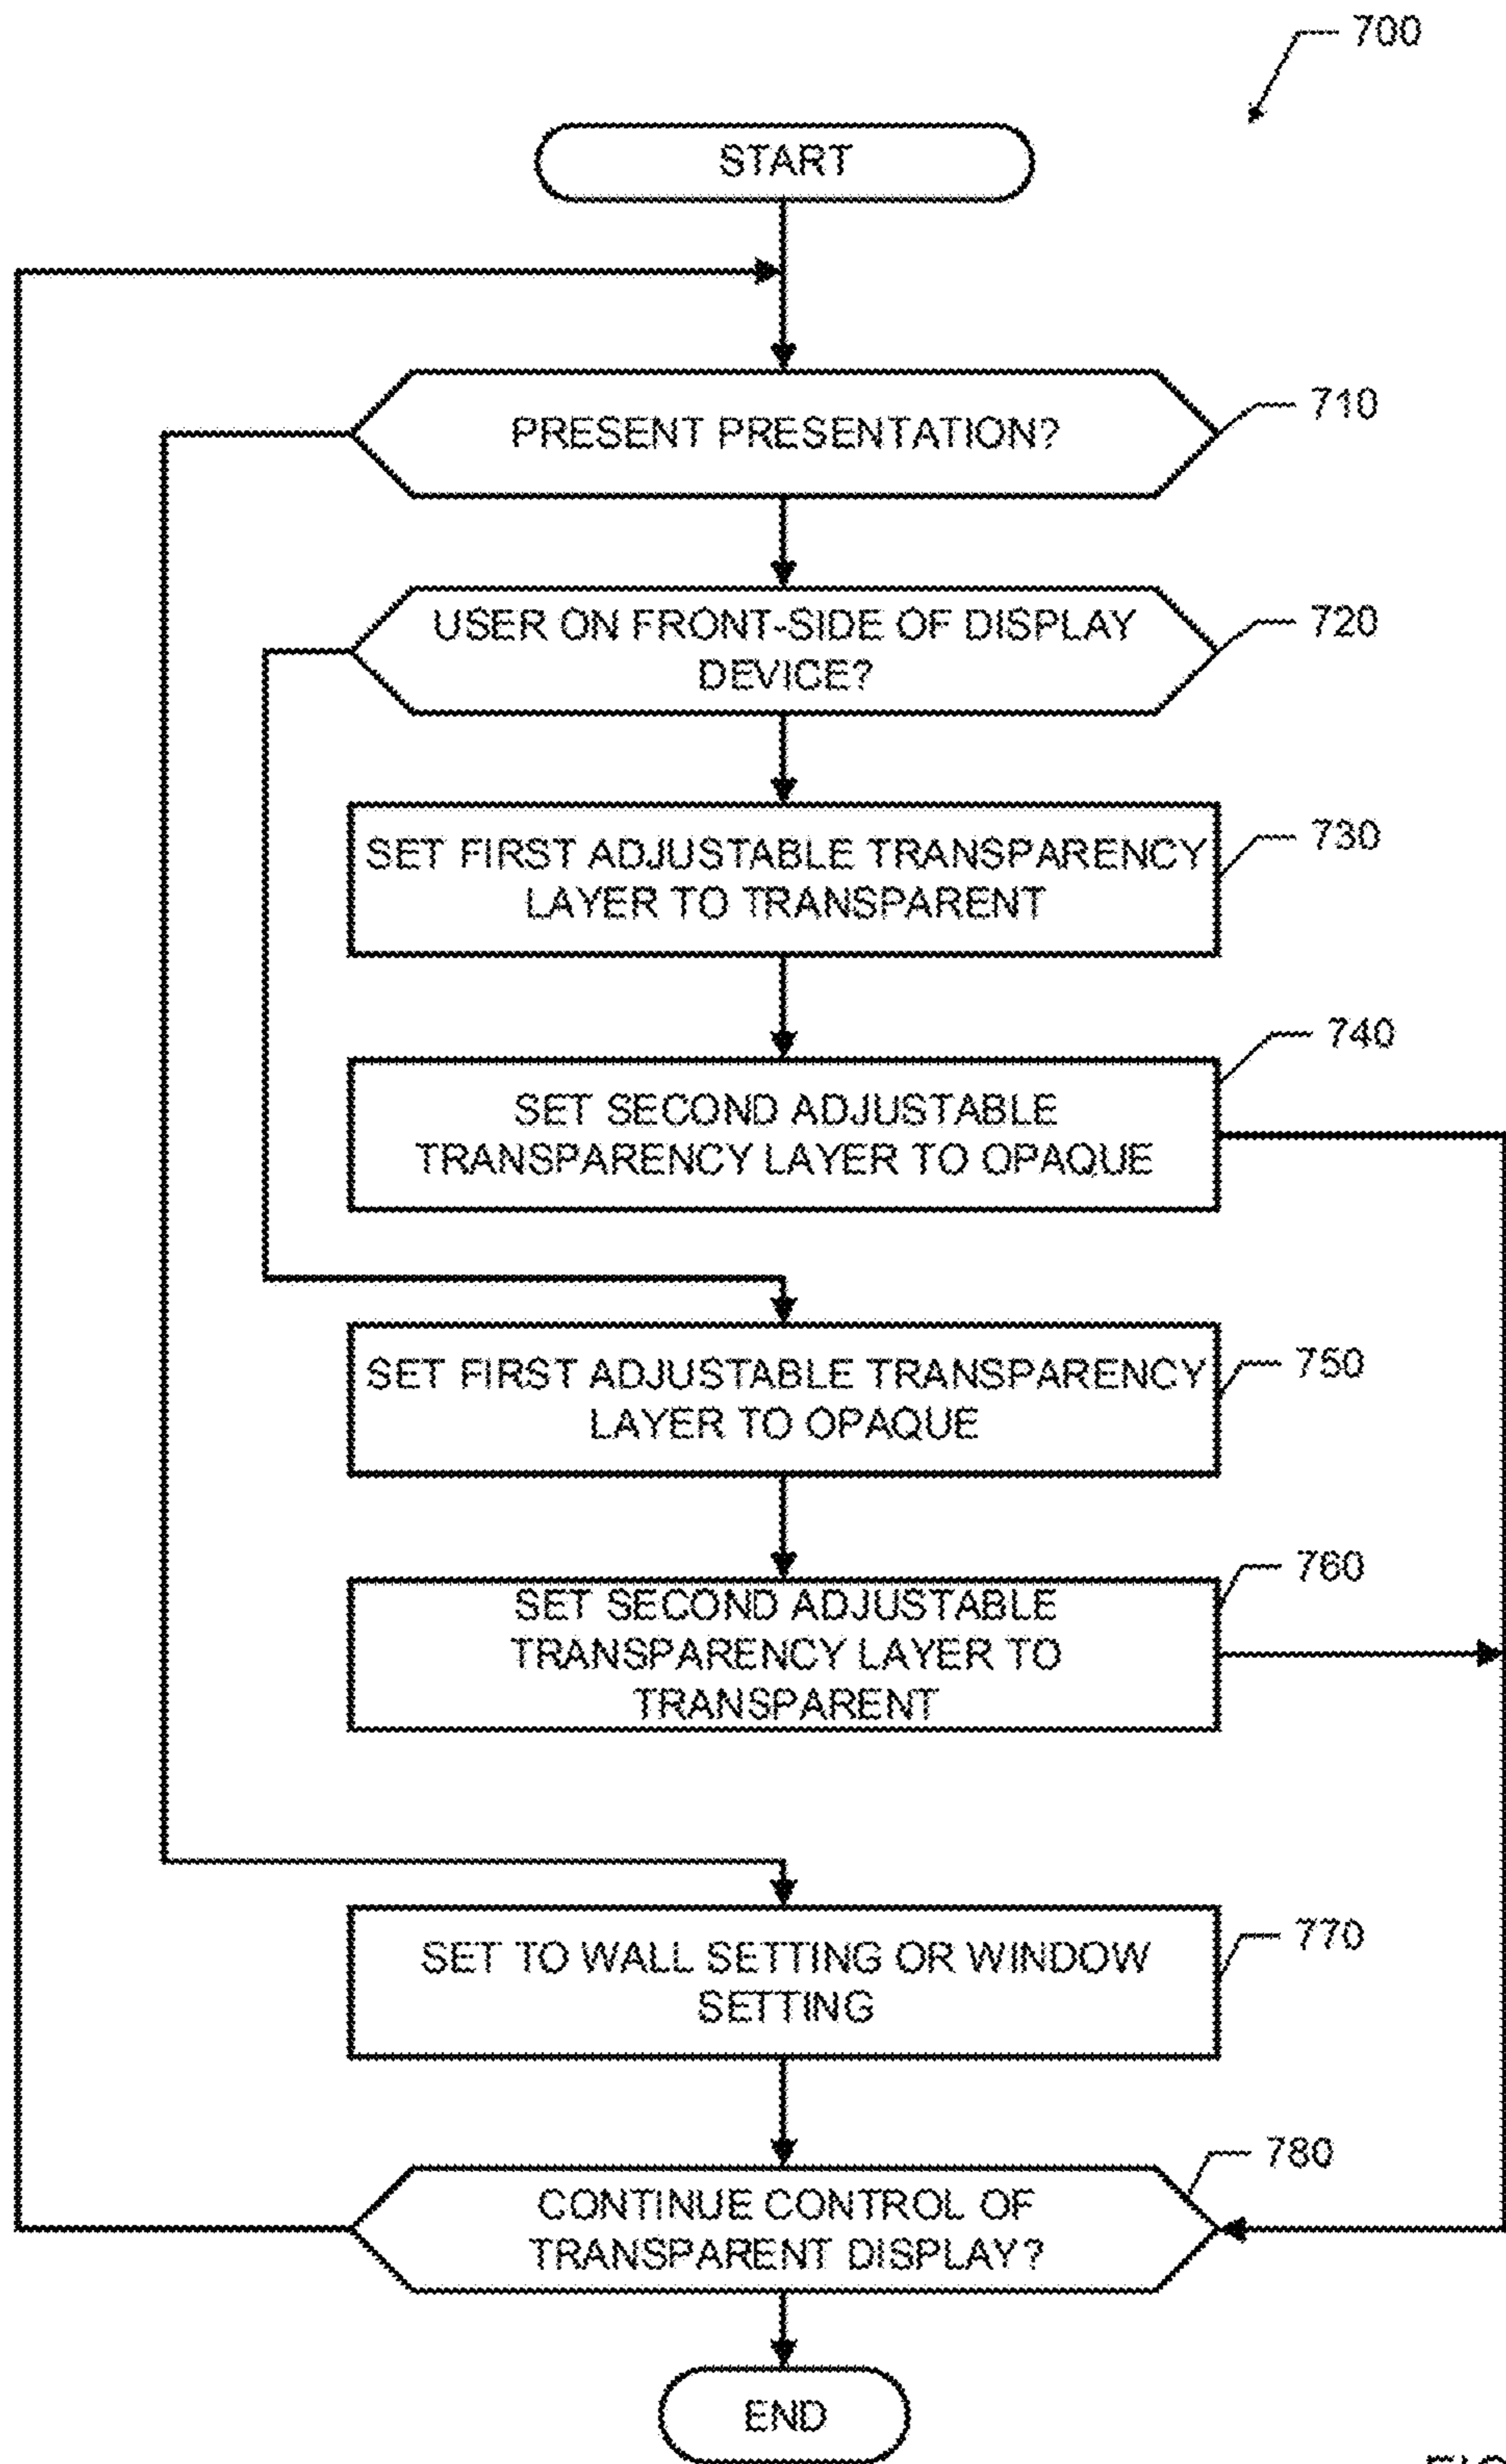 700
START
PRESENT PRESENTATION?
710
USER ON FRONT-SIDE OF DISPLAY
DEVICE?
720
SET FIRST ADJUSTABLE TRANSPARENCY
LAYER TO TRANSPARENT
730
SET SECOND ADJUSTABLE
TRANSPARENCY LAYER TO OPAQUE
740
SET FIRST ADJUSTABLE TRANSPARENCY
LAYER TO OPAQUE
750
SET SECOND ADJUSTABLE
TRANSPARENCY LAYER TO
TRANSPARENT
760
SET TO WALL SETTING OR WINDOW
SETTING
770
CONTINUE CONTROL OF
TRANSPARENT DISPLAY?
780
END